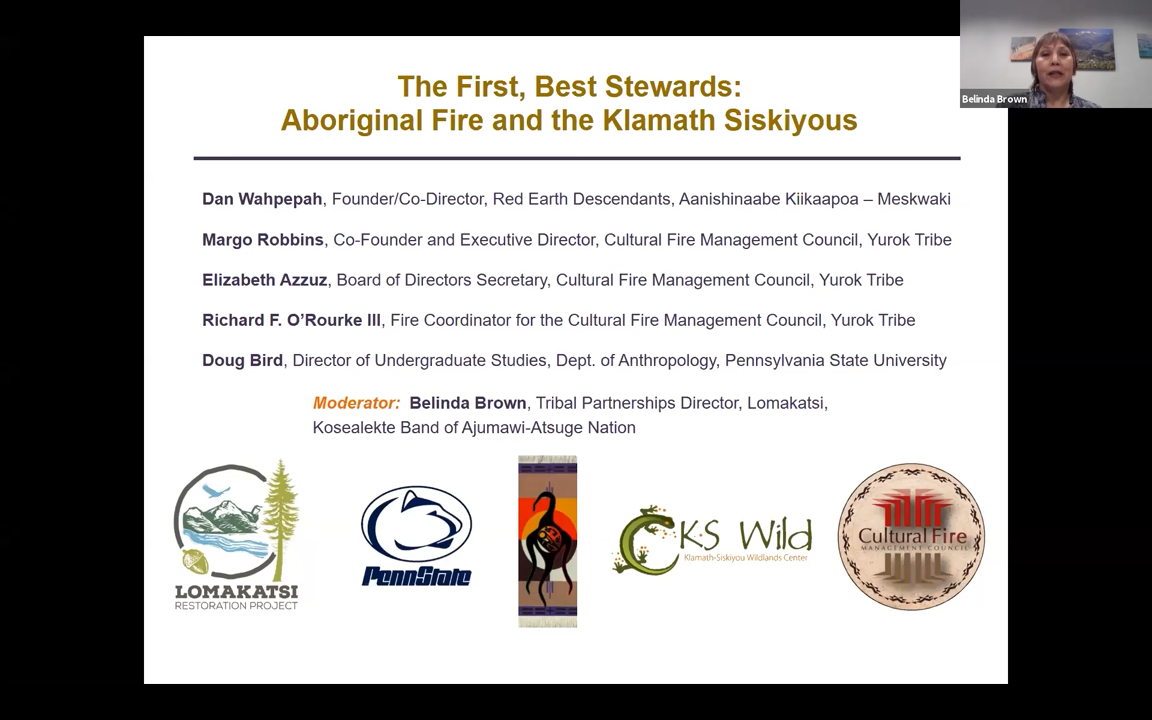 Belinda Brown
The First, Best Stewards:
Aboriginal Fire and the Klamath Siskiyous
Dan Wahpepah, Founder/Co-Director, Red Earth Descendants, Aanishinaabe Kiikaapoa – Meskwaki
Margo Robbins, Co-Founder and Executive Director, Cultural Fire Management Council, Yurok Tribe
Elizabeth Azzuz, Board of Directors Secretary, Cultural Fire Management Council, Yurok Tribe
Richard F. O’Rourke III, Fire Coordinator for the Cultural Fire Management Council, Yurok Tribe
Doug Bird, Director of Undergraduate Studies, Dept. of Anthropology, Pennsylvania State University
Moderator: Belinda Brown, Tribal Partnerships Director, Lomakatsi,
Kosealekte Band of Ajumawi-Atsuge Nation
LOMAKATSI
RESTORATION PROJECT
PennState
K-S Wild
Klamath-Siskiyou Wildlands Center
Cultural Fire
MANAGEMENT COUNCIL